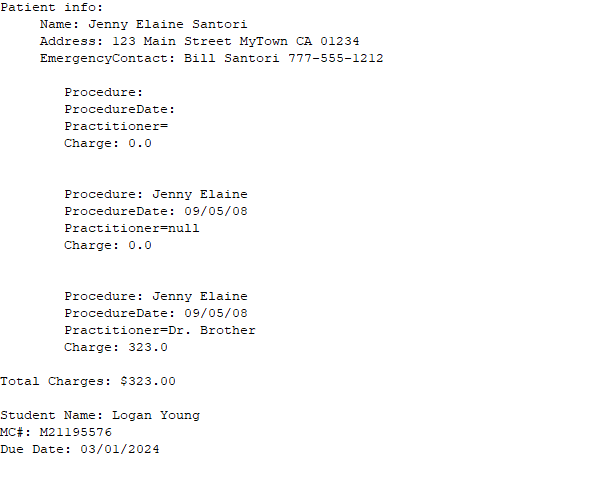 Patient info:
Name: Jenny Elaine Santori
Address: 123 Main Street MyTown CA 01234
EmergencyContact: Bill Santori 777-555-1212
Procedure:
ProcedureDate:
Practitioner=
Charge: 0.0
Procedure: Jenny Elaine
ProcedureDate: 09/05/08
Practitioner=null
Charge: 0.0
Procedure: Jenny Elaine
ProcedureDate: 09/05/08
Practitioner=Dr. Brother
Charge: 323.0
Total Charges: $323.00
Student Name: Logan Young
MC#: M21195576
Due Date: 03/01/2024